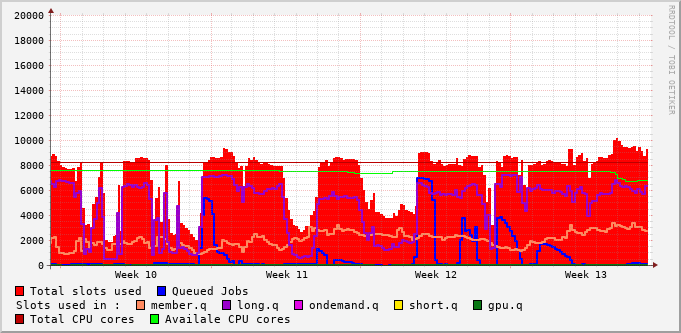 20000
18000
16000
14000
12000
10000
8000
6000
4000
2000
0
Week 10 Week 11 Week 12 Week 13
RRDTOOL / TOBI OETIKER
Total slots used Queued Jobs
Slots used in : member.q long.q ondemand.q short.q gpu.q
Total CPU cores Availale CPU cores